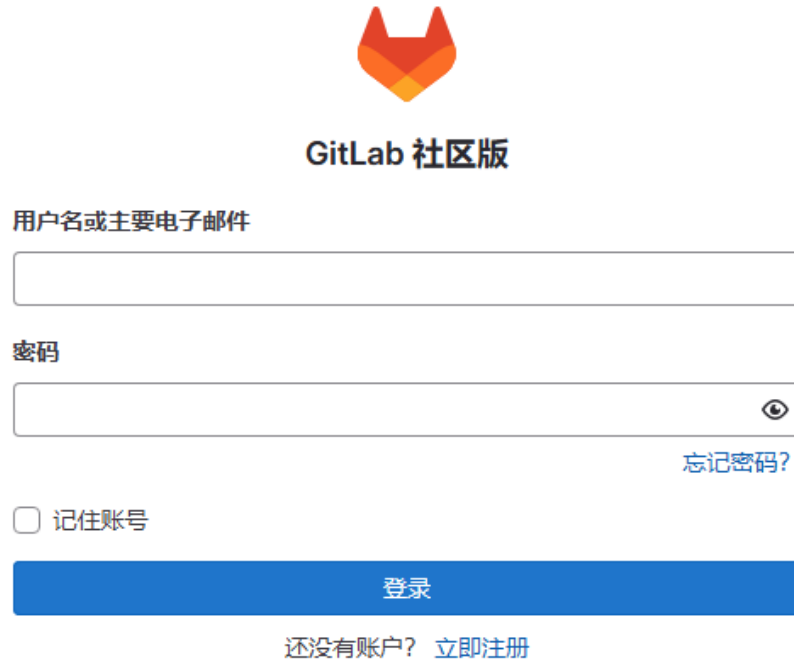 GitLab 社区版
用户名或主要电子邮件
密码
忘记密码?
记住账号
登录
还没有账户? 立即注册